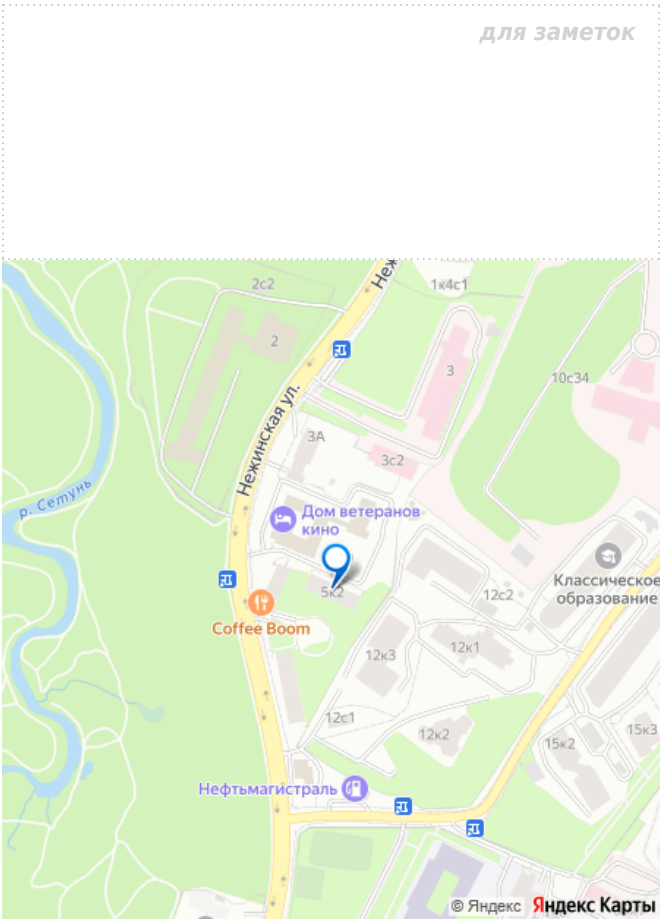 для заметок
2с2
Неж
1к4с1
2
3
10с34
Нежинская ул.
3А
3с2
р. Сетунь
Дом ветеранов
кино
Классическое
образование
5к2
12с2
Coffee Boom
12к3
12к1
12с1
12к2
15к2
15к3
Нефтьмагистраль
© Яндекс Яндекс Карты